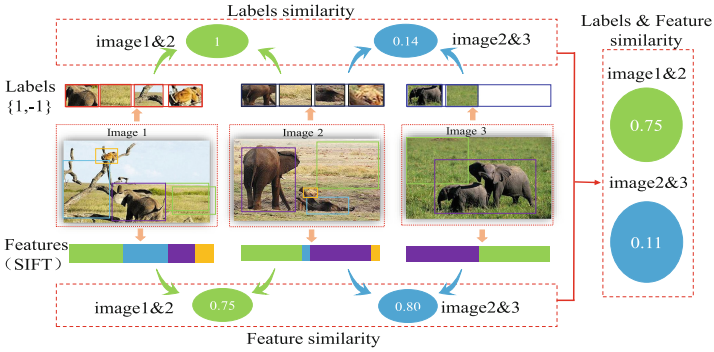 Labels similarity
image1&2
1
0.14
image2&3
Labels & Feature
similarity
image1&2
0.75
image2&3
0.11
Labels
{1,-1}
Image 1
Image 2
Image 3
Features
(SIFT)
image1&2
0.75
0.80
image2&3
Feature similarity